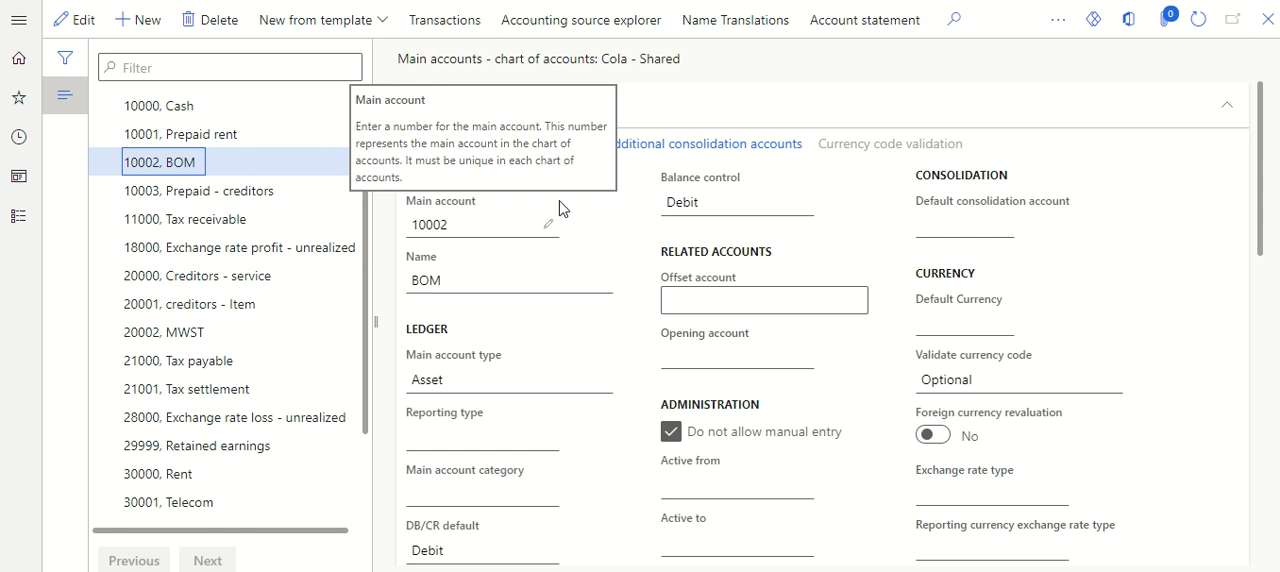 Edit
New
Delete
New from template
Transactions
Accounting source explorer
Name Translations
Account statement
...
0
Filter
10000, Cash
10001, Prepaid rent
10002, BOM
10003, Prepaid - creditors
11000, Tax receivable
18000, Exchange rate profit - unrealized
20000, Creditors - service
20001, creditors - Item
20002, MWST
21000, Tax payable
21001, Tax settlement
28000, Exchange rate loss - unrealized
29999, Retained earnings
30000, Rent
30001, Telecom
Previous
Next
Main accounts - chart of accounts: Cola - Shared
Main account
Enter a number for the main account. This number
represents the main account in the chart of
accounts. It must be unique in each chart of
accounts.
dditional consolidation accounts
Currency code validation
Main account
10002
Name
BOM
LEDGER
Main account type
Asset
Reporting type
Main account category
DB/CR default
Debit
Balance control
Debit
RELATED ACCOUNTS
Offset account
Opening account
ADMINISTRATION
Do not allow manual entry
Active from
Active to
CONSOLIDATION
Default consolidation account
CURRENCY
Default Currency
Validate currency code
Optional
Foreign currency revaluation
No
Exchange rate type
Reporting currency exchange rate type